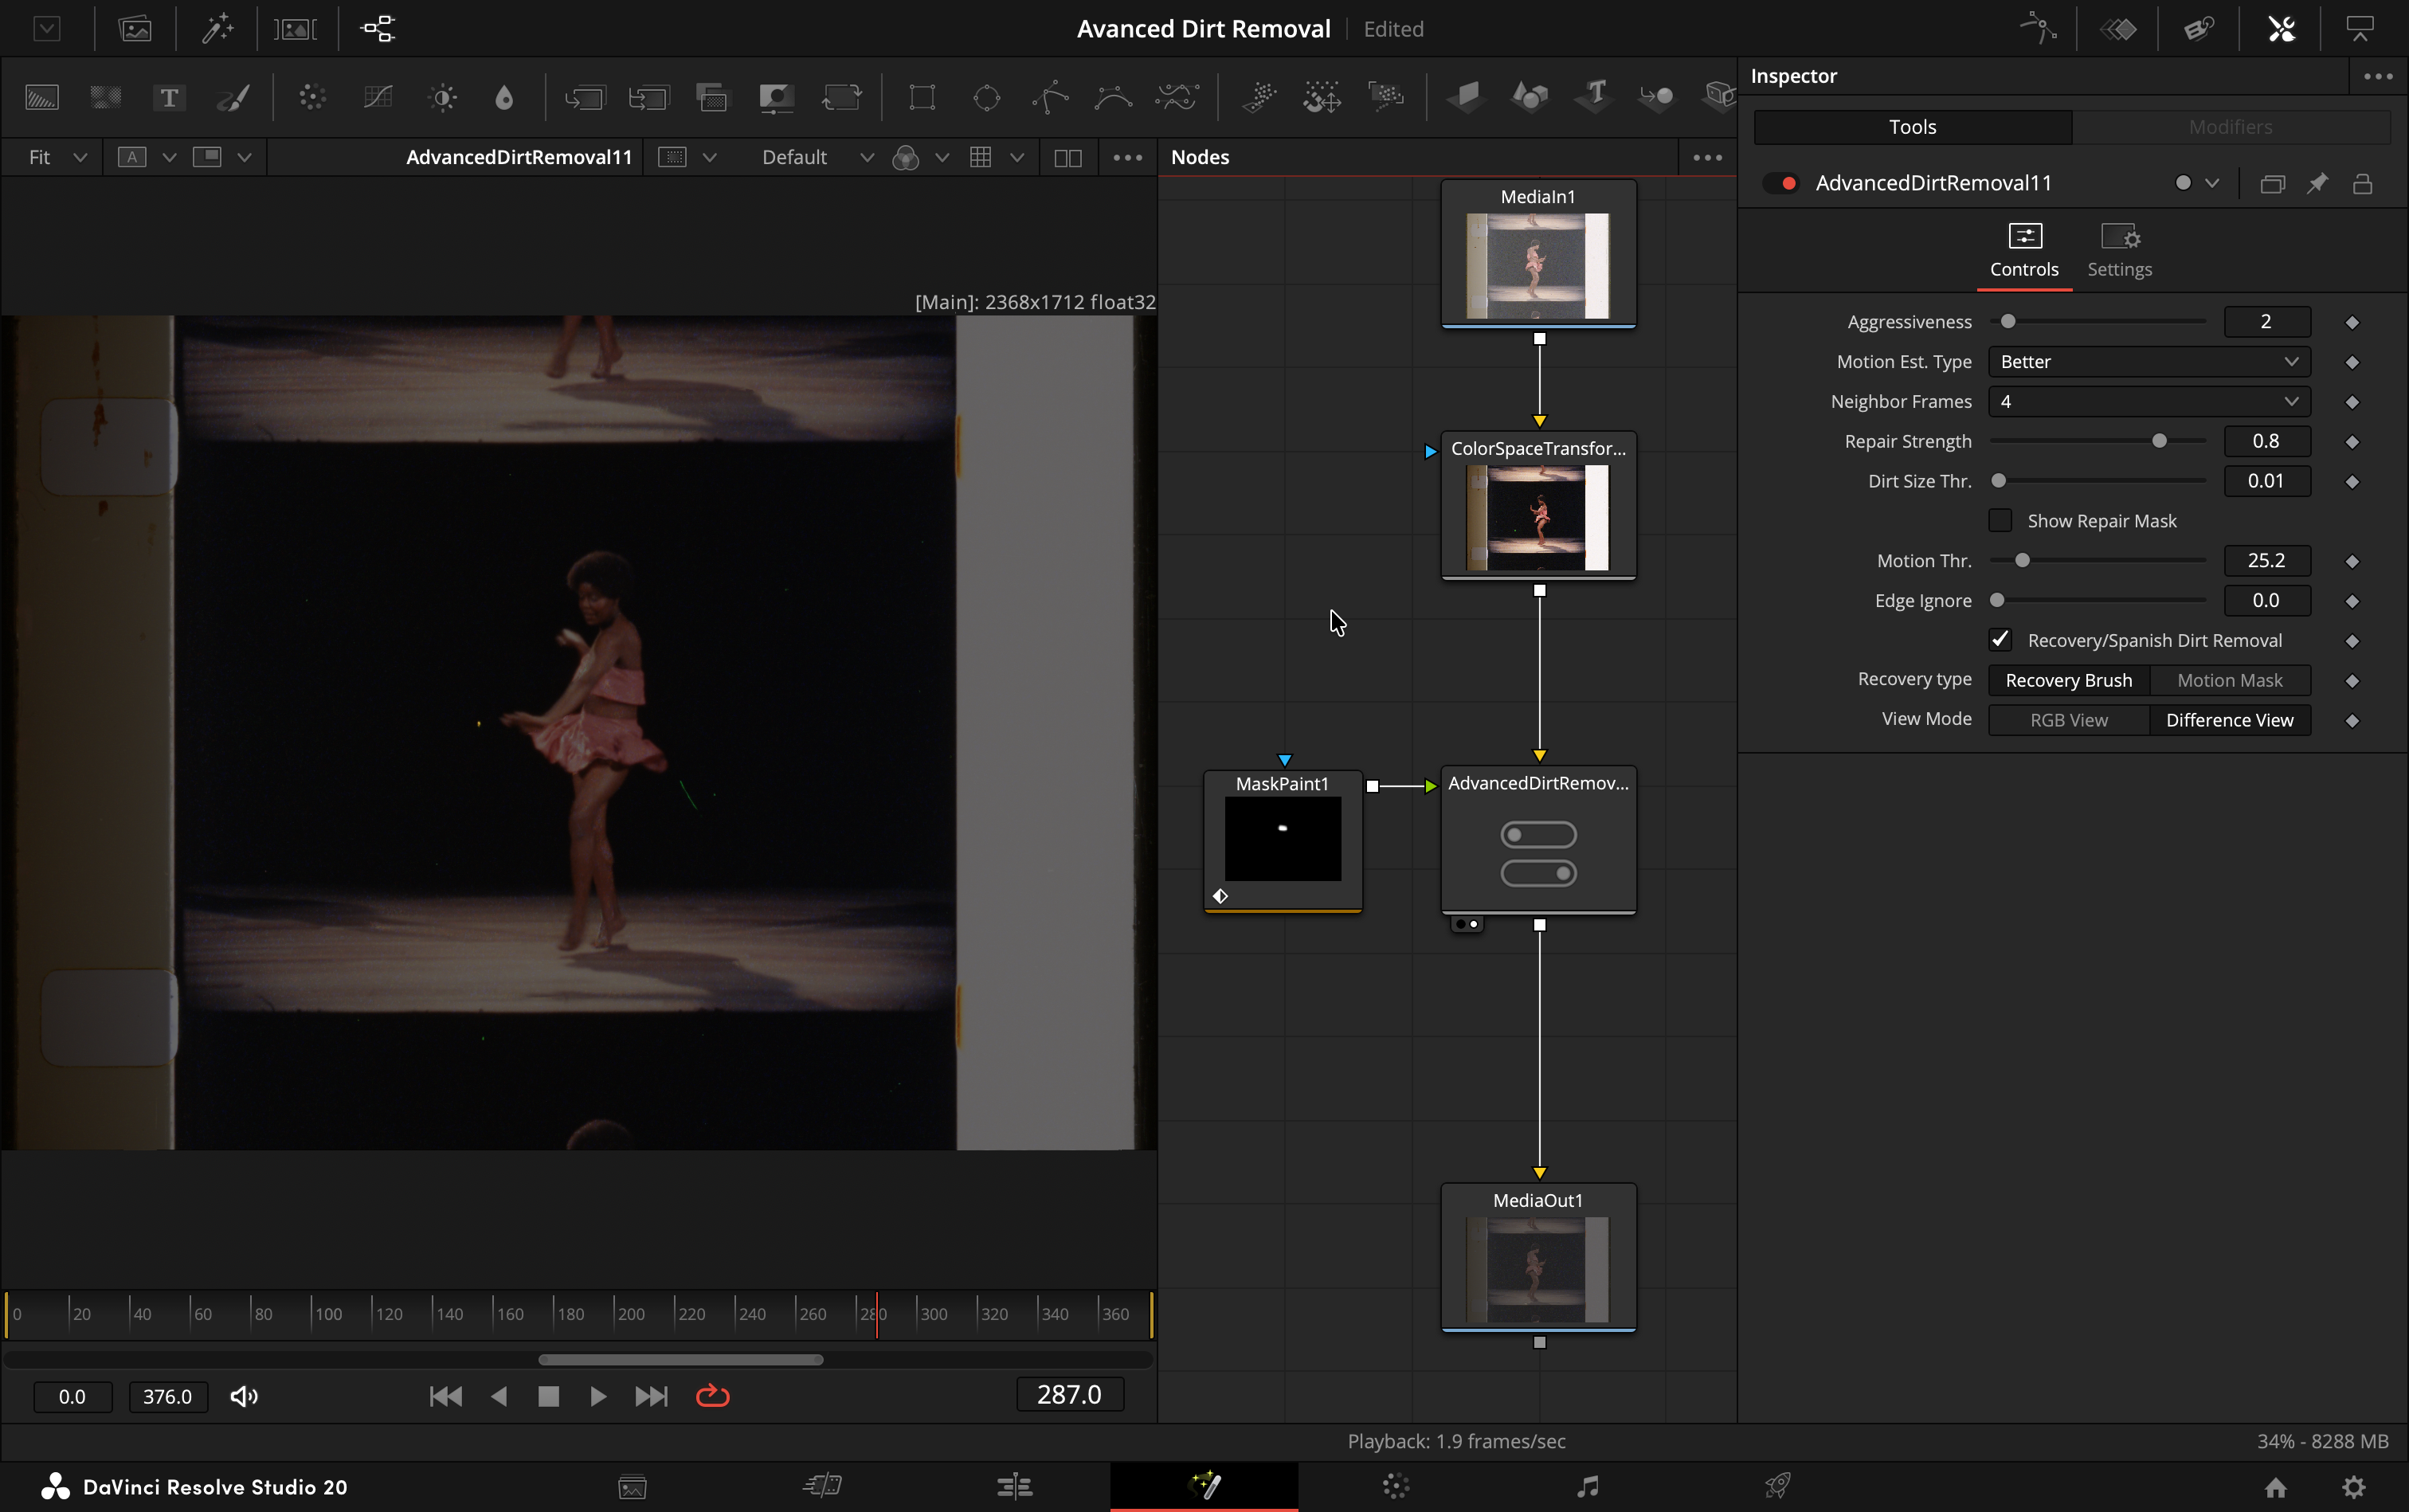 Avanced Dirt Removal
Edited
T
Fit
A
AdvancedDirtRemoval11
Default
Nodes
Inspector
Tools
Modifiers
AdvancedDirtRemoval11
Controls
Settings
[Main]: 2368x1712 float32
MediaIn1
ColorSpaceTransfor...
MaskPaint1
AdvancedDirtRemov...
MediaOut1
Aggressiveness 2
Motion Est. Type Better
Neighbor Frames 4
Repair Strength 0.8
Dirt Size Thr. 0.01
Show Repair Mask
Motion Thr. 25.2
Edge Ignore 0.0
Recovery/Spanish Dirt Removal
Recovery type Recovery Brush Motion Mask
View Mode RGB View Difference View
0 20 40 60 80 100 120 140 160 180 200 220 240 260 280 300 320 340 360
0.0 376.0 287.0
Playback: 1.9 frames/sec
34% - 8288 MB
DaVinci Resolve Studio 20